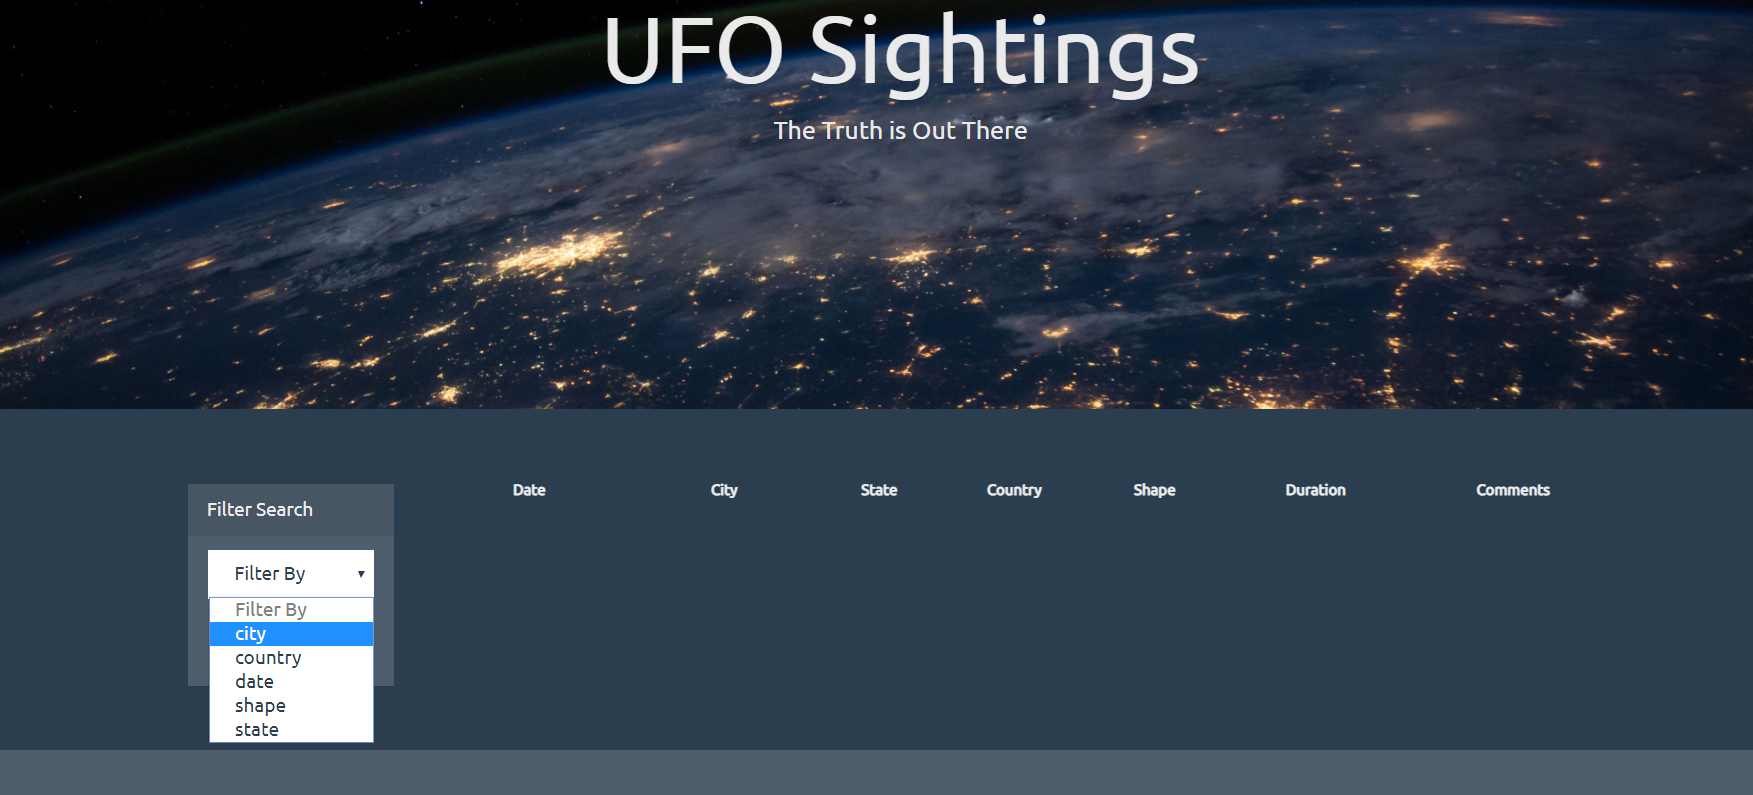 UFO Sightings
The Truth is Out There
Filter Search
Date City State Country Shape Duration Comments
Filter By
Filter By
city
country
date
shape
state